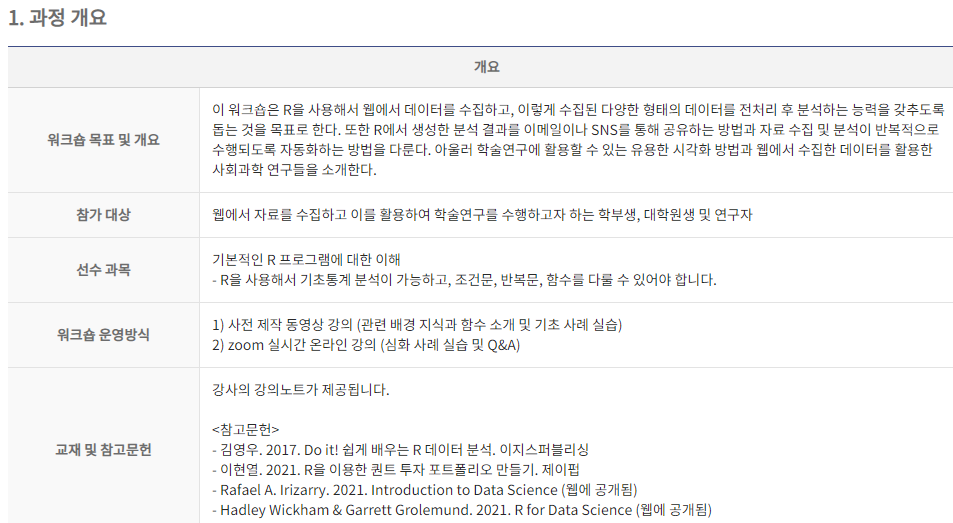 1. 과정 개요
개요
워크숍 목표 및 개요
이 워크숍은 R을 사용해서 웹에서 데이터를 수집하고, 이렇게 수집된 다양한 형태의 데이터를 전처리 후 분석하는 능력을 갖추도록
돕는 것을 목표로 한다. 또한 R에서 생성한 분석 결과를 이메일이나 SNS를 통해 공유하는 방법과 자료 수집 및 분석이 반복적으로
수행되도록 자동화하는 방법을 다룬다. 아울러 학술연구에 활용할 수 있는 유용한 시각화 방법과 웹에서 수집한 데이터를 활용한
사회과학 연구들을 소개한다.
참가 대상
웹에서 자료를 수집하고 이를 활용하여 학술연구를 수행하고자 하는 학부생, 대학원생 및 연구자
선수 과목
기본적인 R 프로그램에 대한 이해
- R을 사용해서 기초통계 분석이 가능하고, 조건문, 반복문, 함수를 다룰 수 있어야 합니다.
워크숍 운영방식
1) 사전 제작 동영상 강의 (관련 배경 지식과 함수 소개 및 기초 사례 실습)
2) zoom 실시간 온라인 강의 (심화 사례 실습 및 Q&A)
교재 및 참고문헌
강사의 강의노트가 제공됩니다.
<참고문헌>
- 김영우. 2017. Do it! 쉽게 배우는 R 데이터 분석. 이지스퍼블리싱
- 이현열. 2021. R을 이용한 퀀트 투자 포트폴리오 만들기. 제이펍
- Rafael A. Irizarry. 2021. Introduction to Data Science (웹에 공개됨)
- Hadley Wickham & Garrett Grolemund. 2021. R for Data Science (웹에 공개됨)